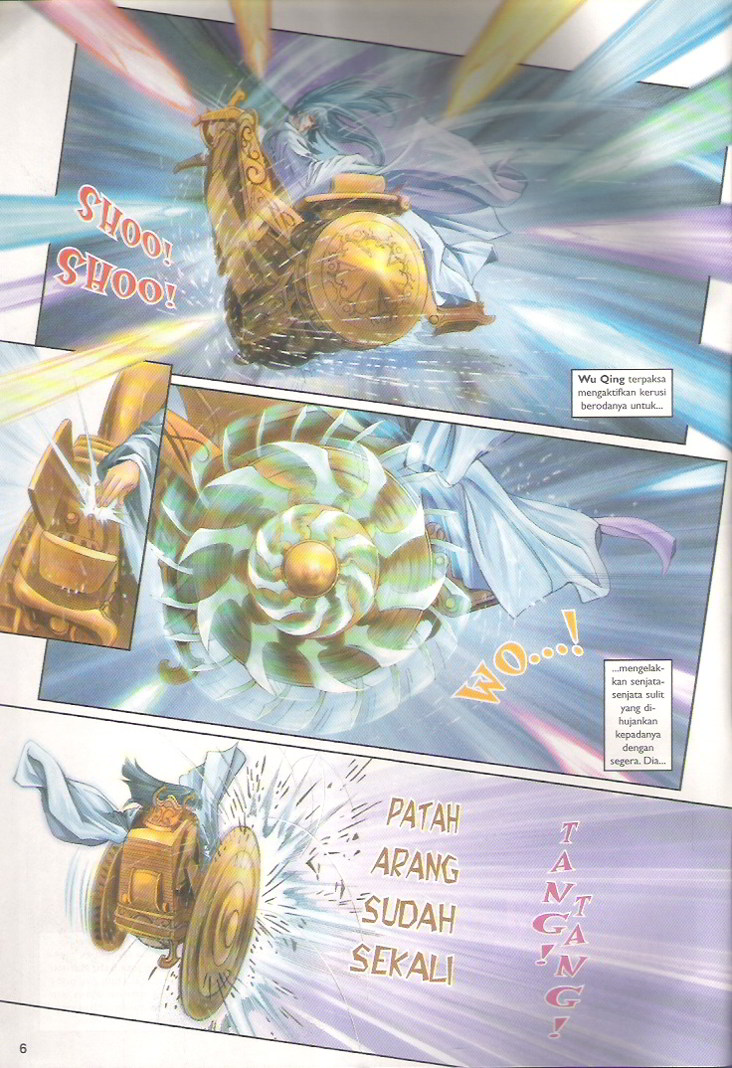 SHOO!
SHOO!
Wu Qing terpaksa
mengaktifkan kerusi
berodanya untuk...
WO...!
...mengelak-
kan senjata-
senjata sulit
yang di-
hujankan
kepadanya
dengan
segera. Dia...
PATAH
ARANG
SUDAH
SEKALI
TANG!
TANG!
6